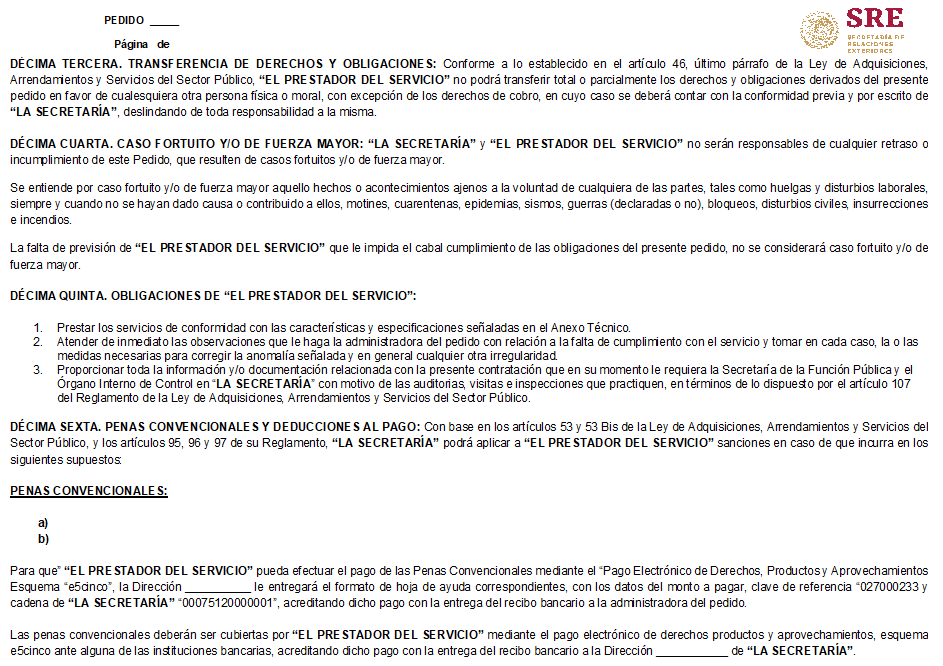 PEDIDO _____
SRE
SECRETARÍA DE
RELACIONES
EXTERIORES
Página de
DÉCIMA TERCERA. TRANSFERENCIA DE DERECHOS Y OBLIGACIONES: Conforme a lo establecido en el artículo 46, último párrafo de la Ley de Adquisiciones,
Arrendamientos y Servicios del Sector Público, “EL PRESTADOR DEL SERVICIO” no podrá transferir total o parcialmente los derechos y obligaciones derivados del presente
pedido en favor de cualesquiera otra persona física o moral, con excepción de los derechos de cobro, en cuyo caso se deberá contar con la conformidad previa y por escrito de
“LA SECRETARÍA”, deslindando de toda responsabilidad a la misma.
DÉCIMA CUARTA. CASO FORTUITO Y/O DE FUERZA MAYOR: “LA SECRETARÍA” y “EL PRESTADOR DEL SERVICIO” no serán responsables de cualquier retraso o
incumplimiento de este Pedido, que resulten de casos fortuitos y/o de fuerza mayor.
Se entiende por caso fortuito y/o de fuerza mayor aquello hechos o acontecimientos ajenos a la voluntad de cualquiera de las partes, tales como huelgas y disturbios laborales,
siempre y cuando no se hayan dado causa o contribuido a ellos, motines, cuarentenas, epidemias, sismos, guerras (declaradas o no), bloqueos, disturbios civiles, insurrecciones
e incendios.
La falta de previsión de “EL PRESTADOR DEL SERVICIO” que le impida el cabal cumplimiento de las obligaciones del presente pedido, no se considerará caso fortuito y/o de
fuerza mayor.
DÉCIMA QUINTA. OBLIGACIONES DE “EL PRESTADOR DEL SERVICIO”:
1. Prestar los servicios de conformidad con las características y especificaciones señaladas en el Anexo Técnico.
2. Atender de inmediato las observaciones que le haga la administradora del pedido con relación a la falta de cumplimiento con el servicio y tomar en cada caso, la o las
medidas necesarias para corregir la anomalía señalada y en general cualquier otra irregularidad.
3. Proporcionar toda la información y/o documentación relacionada con la presente contratación que en su momento le requiera la Secretaría de la Función Pública y el
Órgano Interno de Control en “LA SECRETARÍA” con motivo de las auditorias, visitas e inspecciones que practiquen, en términos de lo dispuesto por el artículo 107
del Reglamento de la Ley de Adquisiciones, Arrendamientos y Servicios del Sector Público.
DÉCIMA SEXTA. PENAS CONVENCIONALES Y DEDUCCIONES AL PAGO: Con base en los artículos 53 y 53 Bis de la Ley de Adquisiciones, Arrendamientos y Servicios del
Sector Público, y los artículos 95, 96 y 97 de su Reglamento, “LA SECRETARÍA” podrá aplicar a “EL PRESTADOR DEL SERVICIO” sanciones en caso de que incurra en los
siguientes supuestos:
PENAS CONVENCIONALES:
a)
b)
Para que” “EL PRESTADOR DEL SERVICIO” pueda efectuar el pago de las Penas Convencionales mediante el “Pago Electrónico de Derechos, Productos y Aprovechamientos
Esquema “e5cinco”, la Dirección __________ le entregará el formato de hoja de ayuda correspondientes, con los datos del monto a pagar, clave de referencia “027000233 y
cadena de “LA SECRETARÍA” “00075120000001”, acreditando dicho pago con la entrega del recibo bancario a la administradora del pedido.
Las penas convencionales deberán ser cubiertas por “EL PRESTADOR DEL SERVICIO” mediante el pago electrónico de derechos productos y aprovechamientos, esquema
e5cinco ante alguna de las instituciones bancarias, acreditando dicho pago con la entrega del recibo bancario a la Dirección ___________ de “LA SECRETARÍA”.